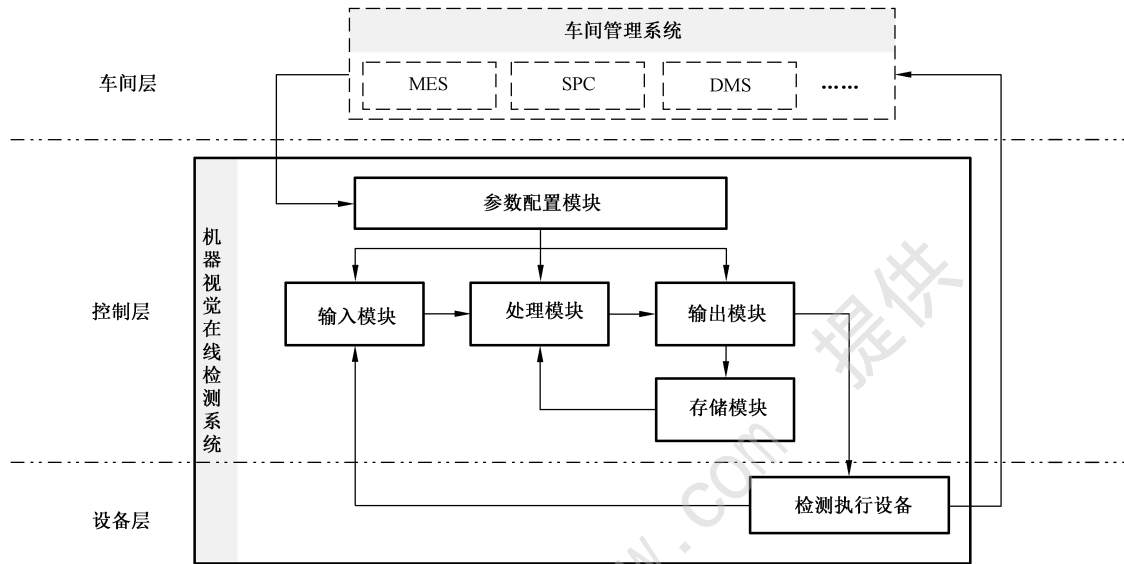 车间管理系统
车间层
MES
SPC
DMS
……
参数配置模块
机器视觉在线检测系统
控制层
输入模块
处理模块
输出模块
存储模块
设备层
检测执行设备
提供
w.com